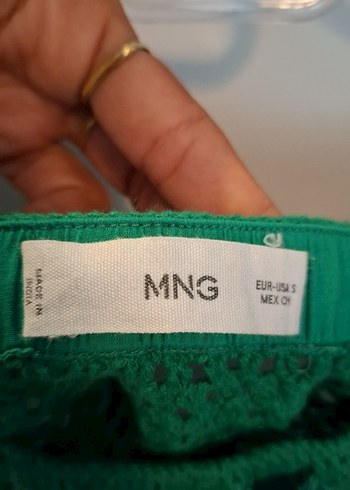 MADE IN
INDIA
MNG
EUR-USA S
MEX CH